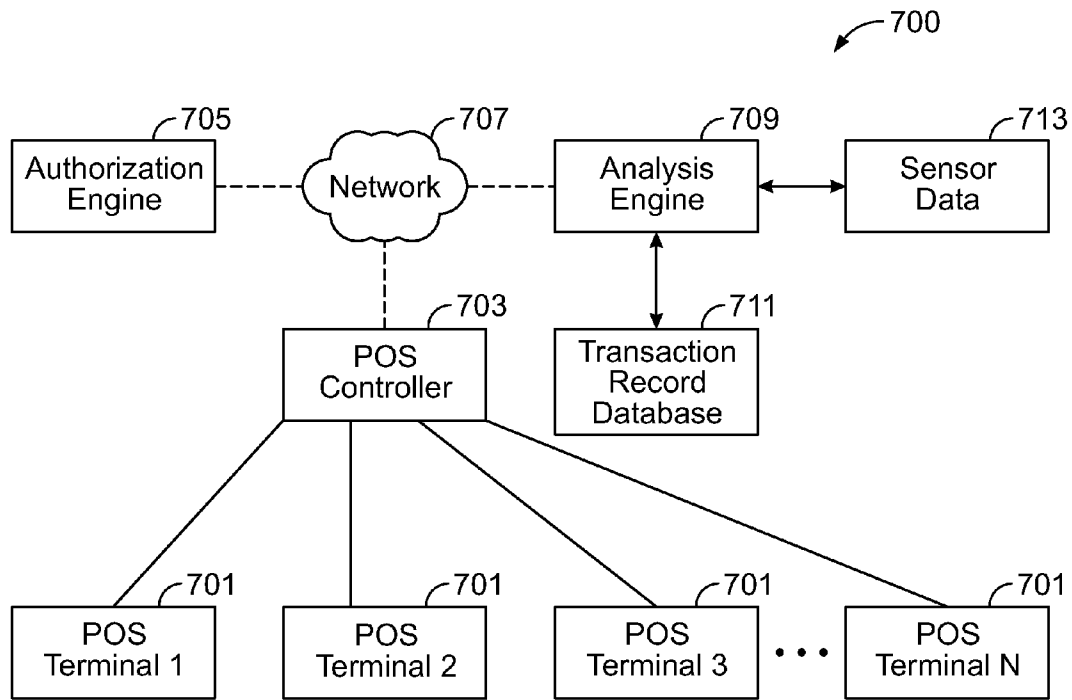 700
705
707
709
713
Authorization
Engine
Network
Analysis
Engine
Sensor
Data
703
711
POS
Controller
Transaction
Record
Database
701
701
701
701
POS
Terminal 1
POS
Terminal 2
POS
Terminal 3
• • •
POS
Terminal N